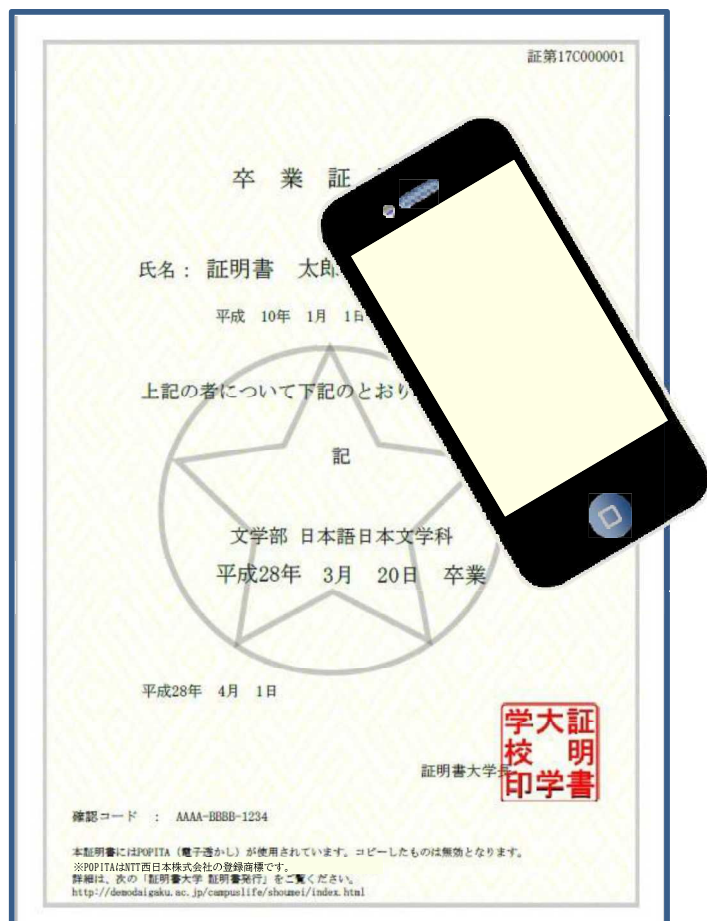 証第17C000001
卒 業 証
氏名： 証明書 太郎
平成 10年 1月 1日
上記の者について下記のとおり
記
文学部 日本語日本文学科
平成28年 3月 20日 卒業
平成28年 4月 1日
証明書大学長
証明書大学校印
確認コード ： AAAA-BBBB-1234
本証明書にはPOPITA（電子透かし）が使用されています。コピーしたものは無効となります。
※POPITAはNTT西日本株式会社の登録商標です。
詳細は、次の「証明書大学 証明書発行」をご覧ください。
http://demodaigaku.ac.jp/campuslife/shoumei/index.html